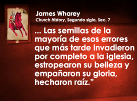 James Wharey
Church History, Segundo siglo, Sec. 7
... Las semillas de la
mayoría de esos errores
que más tarde invadieron
por completo a la iglesia,
estropearon su belleza y
empañaron su gloria,
hecharon raíz."